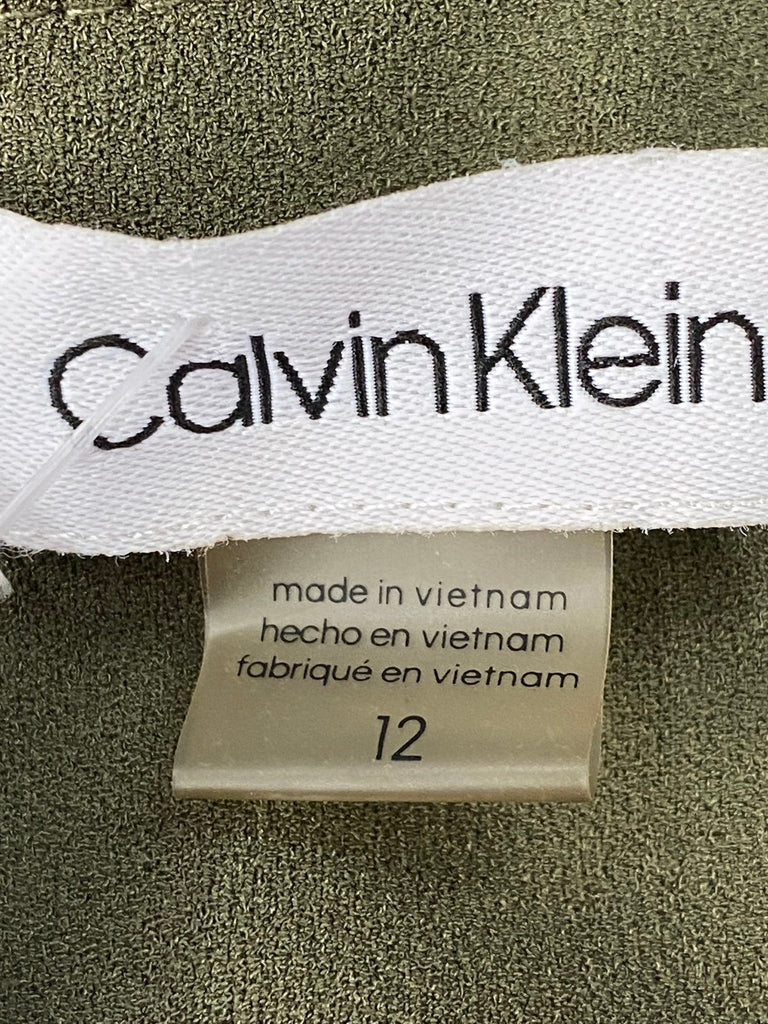 Calvin Klein
made in vietnam
hecho en vietnam
fabriqué en vietnam
12